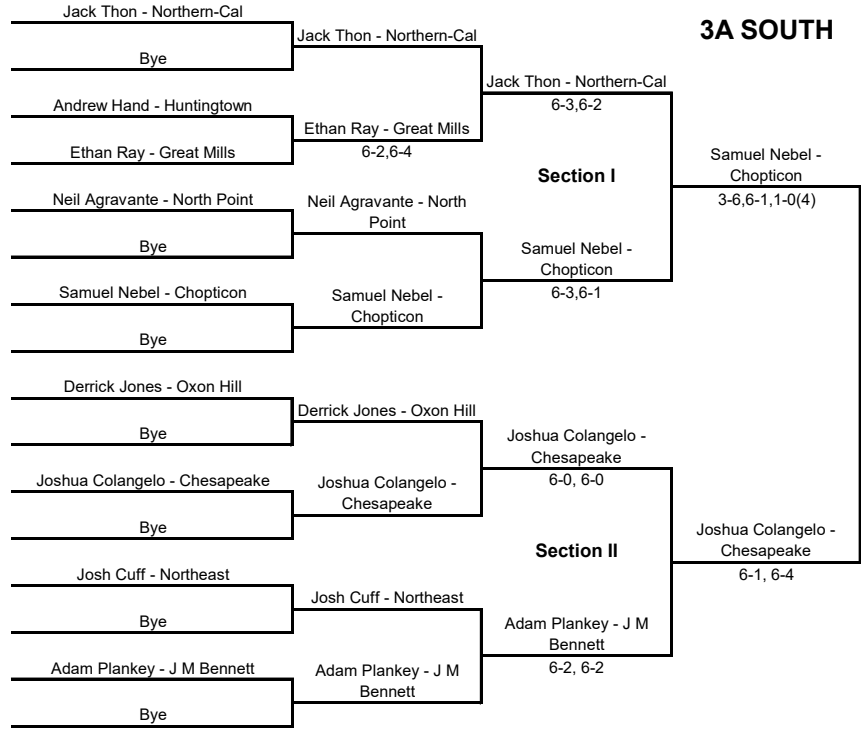 3A SOUTH
Jack Thon - Northern-Cal
Bye
Andrew Hand - Huntingtown
Ethan Ray - Great Mills
Neil Agravante - North Point
Bye
Samuel Nebel - Chopticon
Bye
Derrick Jones - Oxon Hill
Bye
Joshua Colangelo - Chesapeake
Bye
Josh Cuff - Northeast
Bye
Adam Plankey - J M Bennett
Bye
Jack Thon - Northern-Cal
Ethan Ray - Great Mills
6-2,6-4
Neil Agravante - North
Point
Samuel Nebel -
Chopticon
Derrick Jones - Oxon Hill
Joshua Colangelo -
Chesapeake
Josh Cuff - Northeast
Adam Plankey - J M
Bennett
Jack Thon - Northern-Cal
6-3,6-2
Section I
Samuel Nebel -
Chopticon
6-3,6-1
Joshua Colangelo -
Chesapeake
6-0, 6-0
Section II
Adam Plankey - J M
Bennett
6-2, 6-2
Samuel Nebel -
Chopticon
3-6,6-1,1-0(4)
Joshua Colangelo -
Chesapeake
6-1, 6-4